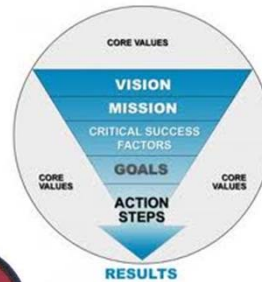 CORE VALUES
VISION
MISSION
CRITICAL SUCCESS
FACTORS
GOALS
CORE
VALUES
CORE
VALUES
ACTION
STEPS
RESULTS